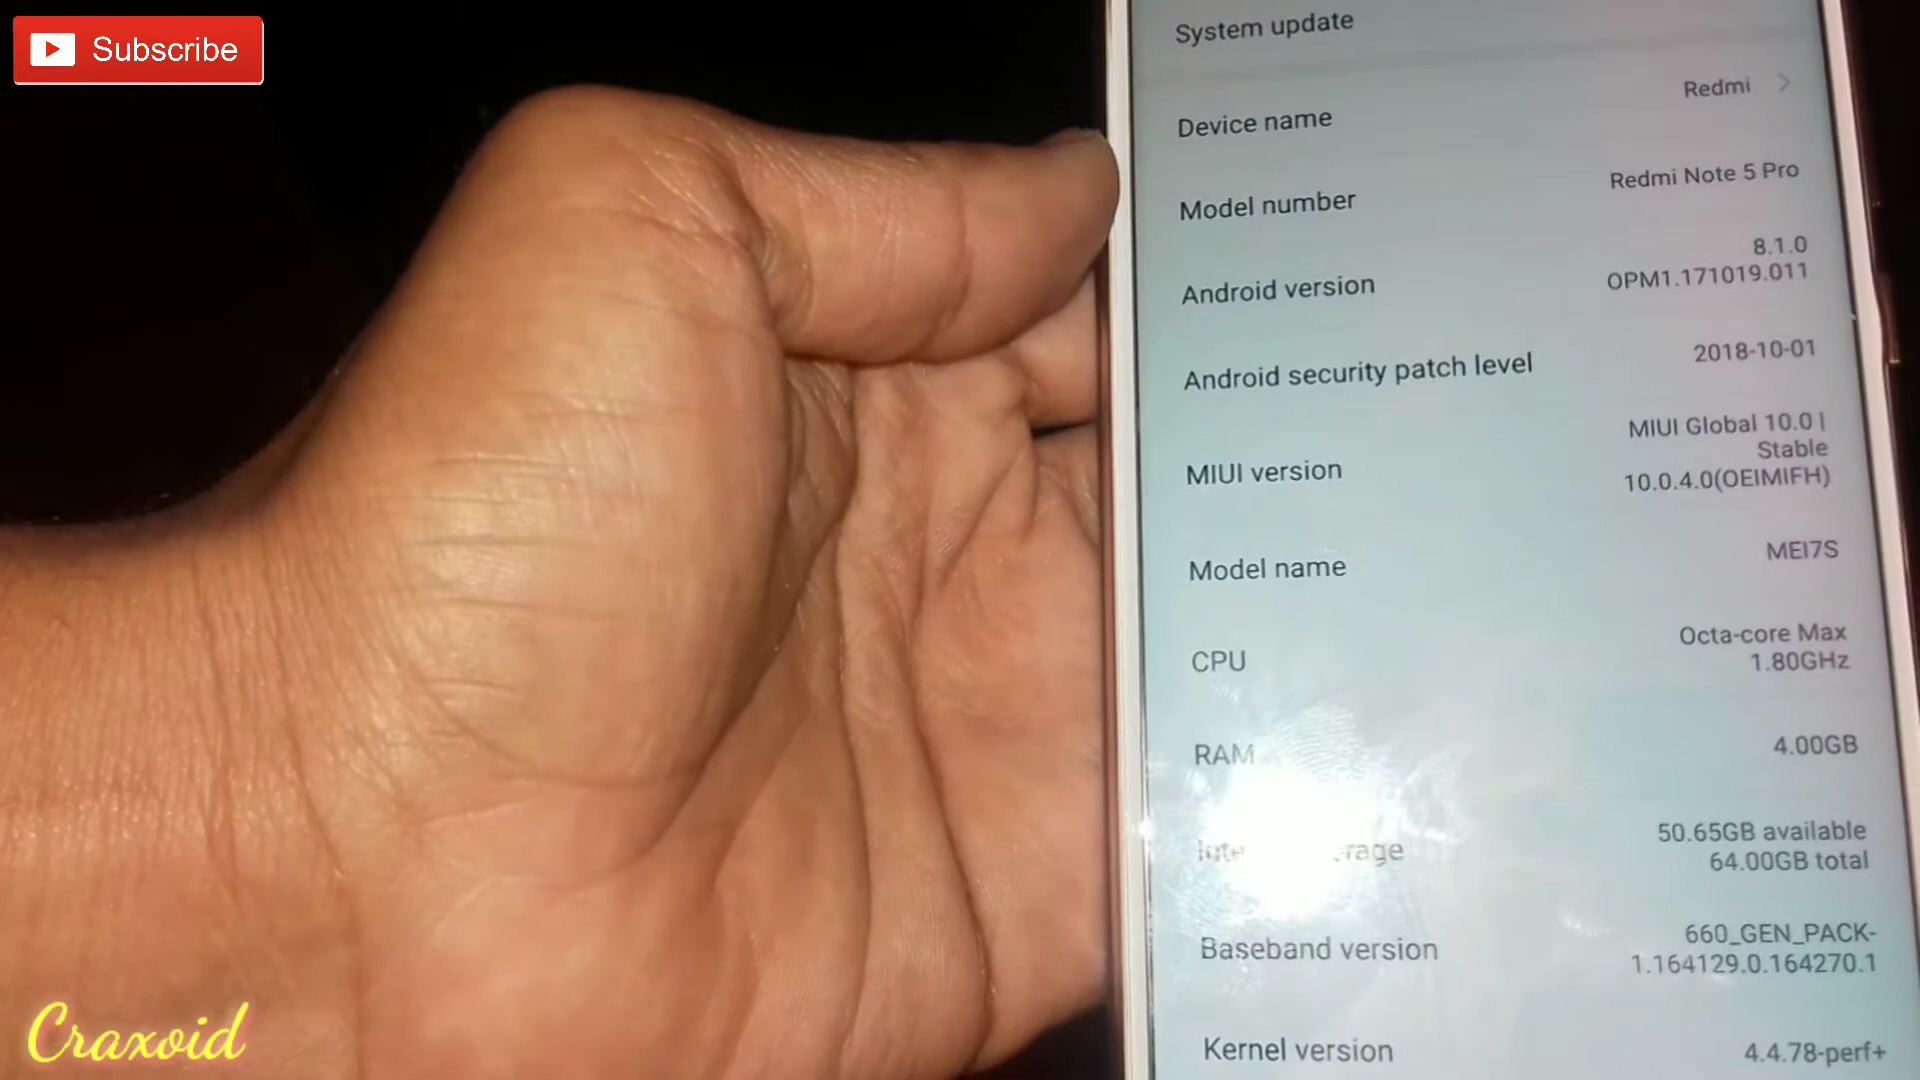 Subscribe
System update
Device name
Redmi
Model number
Redmi Note 5 Pro
Android version
8.1.0
OPM1.171019.011
Android security patch level
2018-10-01
MIUI version
MIUI Global 10.0 |
Stable
10.0.4.0(OEIMIFH)
Model name
MEI7S
CPU
Octa-core Max
1.80GHz
RAM
4.00GB
50.65GB available
64.00GB total
Baseband version
660_GEN_PACK-
1.164129.0.164270.1
Kernel version
4.4.78-perf+
Craxoid